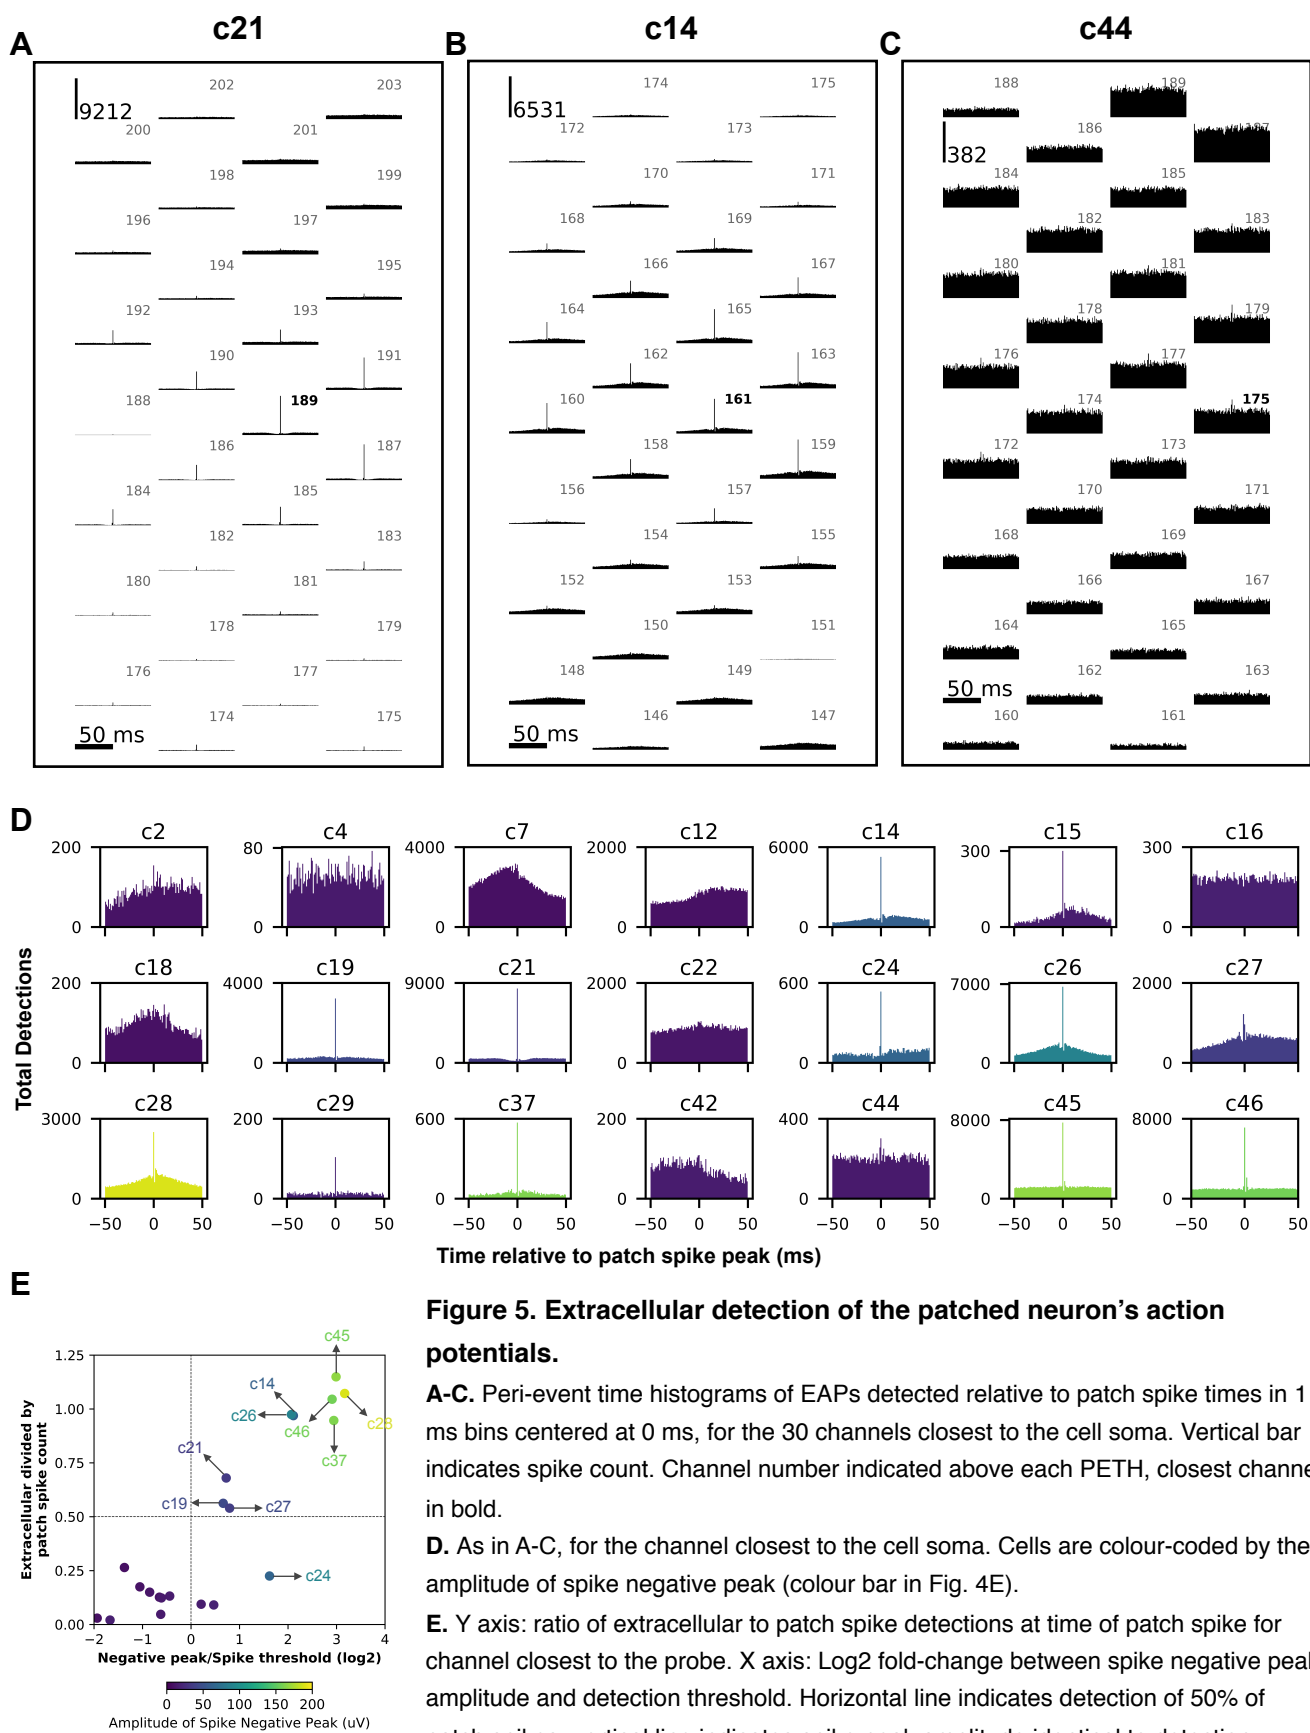 c21
c14
c44
A
B
C
9212
202
203
200
201
198
199
196
197
194
195
192
193
190
191
188
189
186
187
184
185
182
183
180
181
178
179
176
177
174
175
50 ms
6531
174
175
172
173
170
171
168
169
166
167
164
165
162
163
160
161
158
159
156
157
154
155
152
153
150
151
148
149
146
147
50 ms
188
189
382
186
187
184
185
182
183
180
181
178
179
176
177
174
175
172
173
170
171
168
169
166
167
164
165
162
163
50 ms
160
161
D
Total Detections
c2
200
0
c4
80
0
c7
4000
0
c12
2000
0
c14
6000
0
c15
300
0
c16
300
0
c18
200
0
c19
4000
0
c21
9000
0
c22
2000
0
c24
600
0
c26
7000
0
c27
2000
0
c28
3000
0
c29
200
0
c37
600
0
c42
200
0
c44
400
0
c45
8000
0
c46
8000
0
−50 0 50
−50 0 50
−50 0 50
−50 0 50
−50 0 50
−50 0 50
−50 0 50
Time relative to patch spike peak (ms)
E
Extracellular divided by
patch spike count
1.25
1.00
0.75
0.50
0.25
0.00
c45
c14
c26
c46
c28
c37
c21
c19
c27
c24
−2 −1 0 1 2 3 4
Negative peak/Spike threshold (log2)
0 50 100 150 200
Amplitude of Spike Negative Peak (uV)
Figure 5. Extracellular detection of the patched neuron’s action
potentials.
A-C. Peri-event time histograms of EAPs detected relative to patch spike times in 1
ms bins centered at 0 ms, for the 30 channels closest to the cell soma. Vertical bar
indicates spike count. Channel number indicated above each PETH, closest channe
in bold.
D. As in A-C, for the channel closest to the cell soma. Cells are colour-coded by the
amplitude of spike negative peak (colour bar in Fig. 4E).
E. Y axis: ratio of extracellular to patch spike detections at time of patch spike for
channel closest to the probe. X axis: Log2 fold-change between spike negative peal
amplitude and detection threshold. Horizontal line indicates detection of 50% of